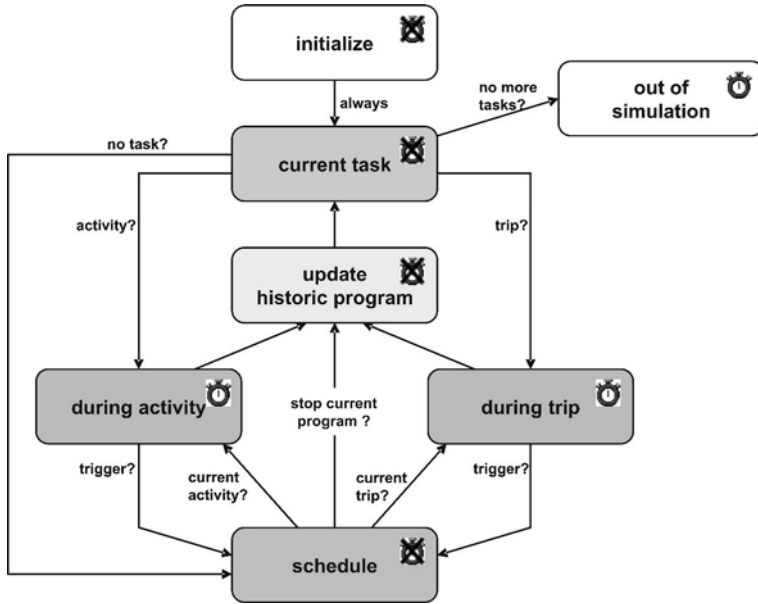 initialize
always
no more
tasks?
out of
simulation
no task?
current task
activity?
trip?
update
historic program
during activity
stop current
program ?
during trip
trigger?
current
activity?
current
trip?
trigger?
schedule